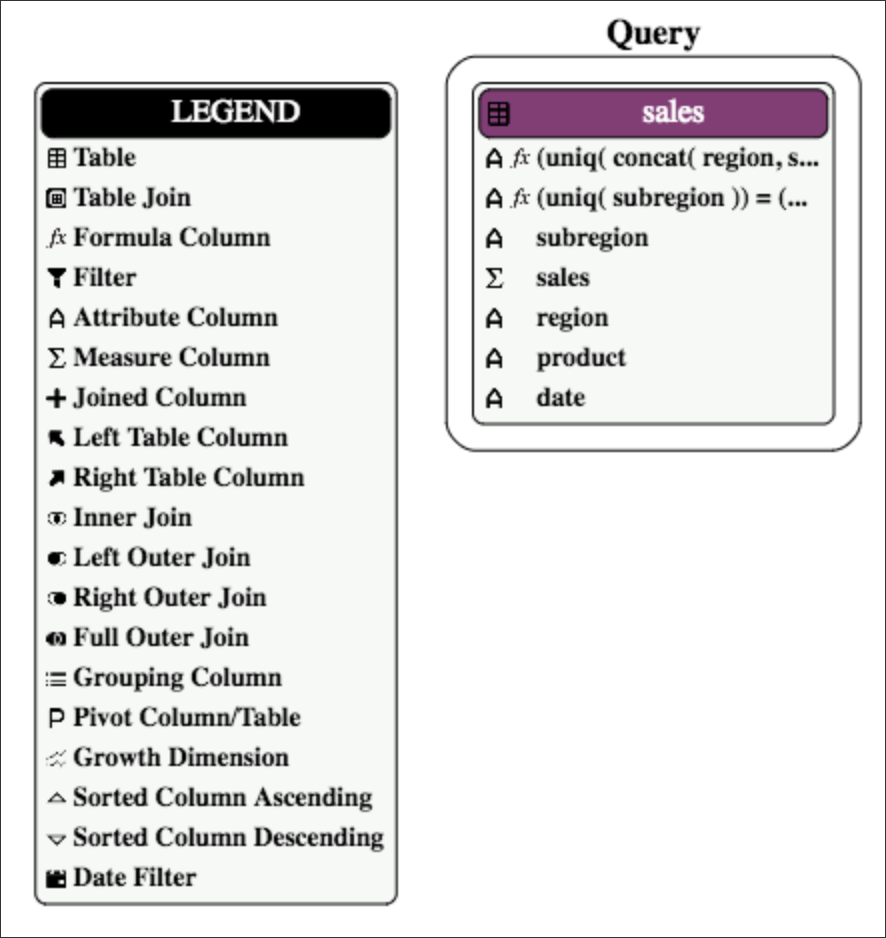 LEGEND
Table
Table Join
fx Formula Column
Filter
A Attribute Column
Σ Measure Column
Joined Column
Left Table Column
Right Table Column
Inner Join
Left Outer Join
Right Outer Join
Full Outer Join
Grouping Column
P Pivot Column/Table
Growth Dimension
Sorted Column Ascending
Sorted Column Descending
Date Filter
Query
sales
A fx (uniq( concat( region, s...
A fx (uniq( subregion )) = (...
A subregion
Σ sales
A region
A product
A date